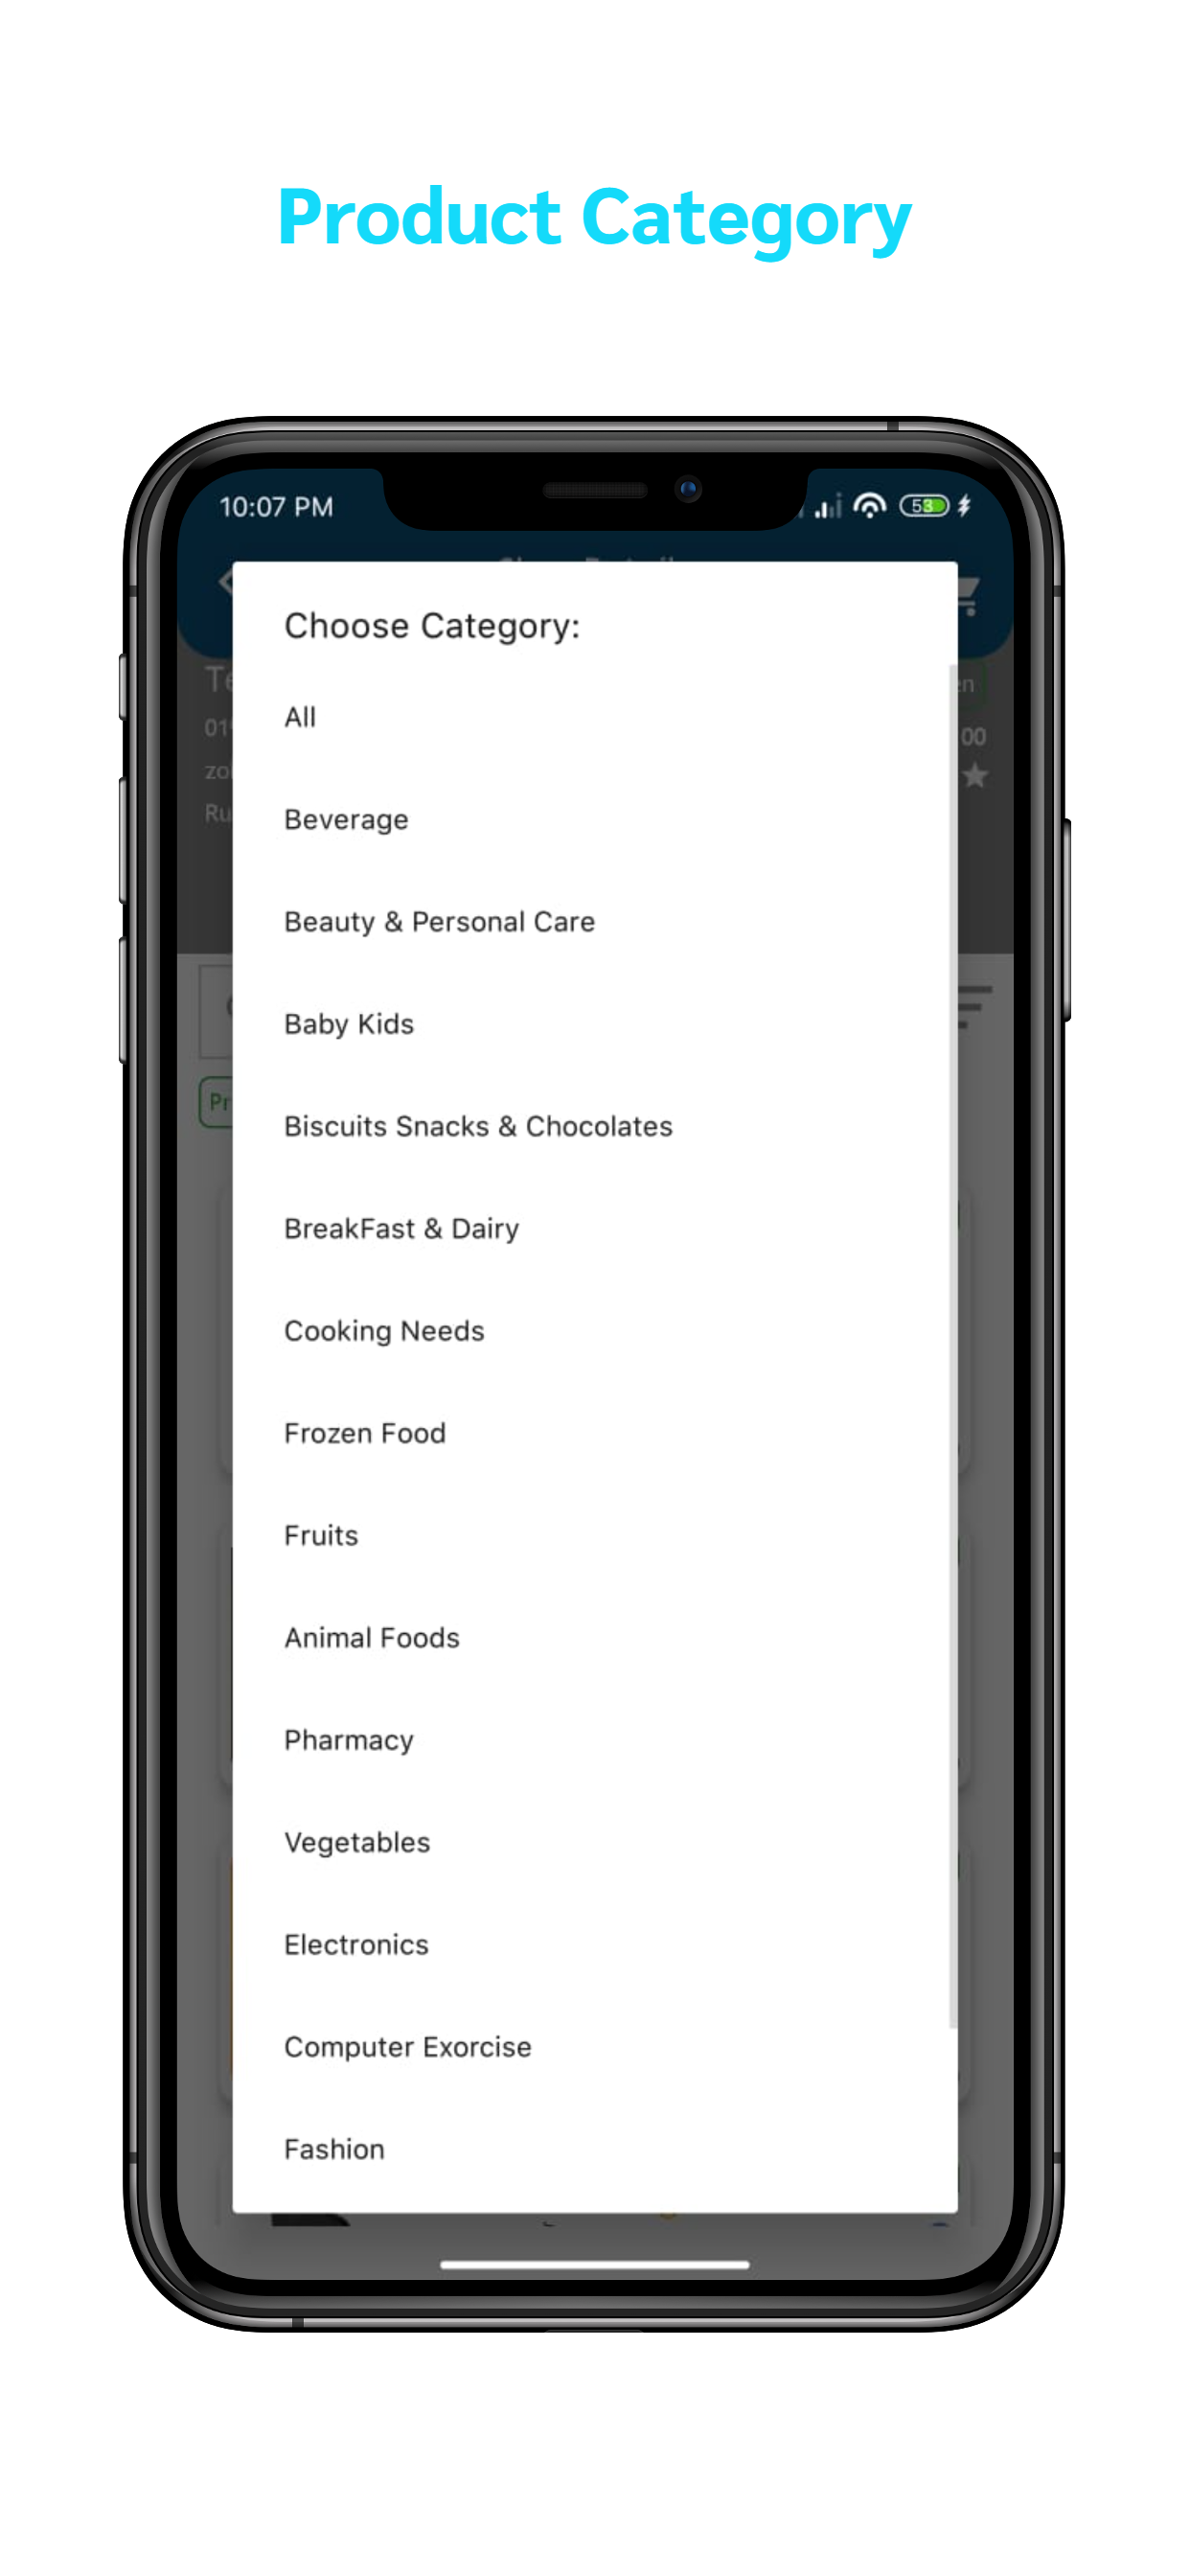 Product Category
10:07 PM
53
Choose Category:
All
00
Beverage
Beauty & Personal Care
Baby Kids
Biscuits Snacks & Chocolates
BreakFast & Dairy
Cooking Needs
Frozen Food
Fruits
Animal Foods
Pharmacy
Vegetables
Electronics
Computer Exorcise
Fashion